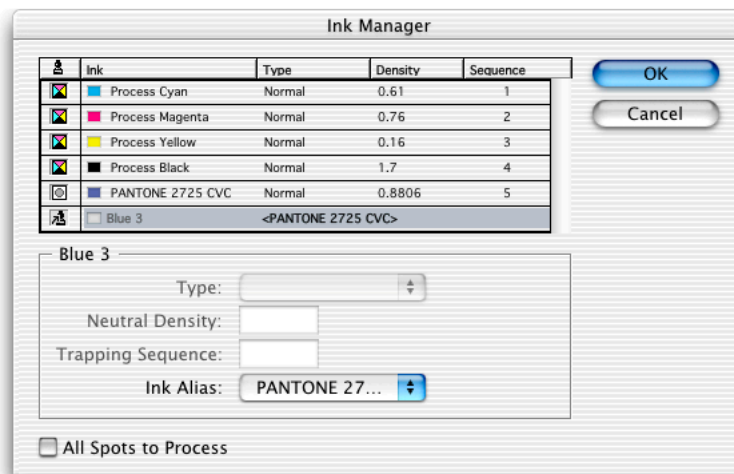 Ink Manager
Ink Type Density Sequence
Process Cyan Normal 0.61 1
Process Magenta Normal 0.76 2
Process Yellow Normal 0.16 3
Process Black Normal 1.7 4
PANTONE 2725 CVC Normal 0.8806 5
Blue 3 <PANTONE 2725 CVC>
OK
Cancel
Blue 3
Type:
Neutral Density:
Trapping Sequence:
Ink Alias: PANTONE 27...
All Spots to Process